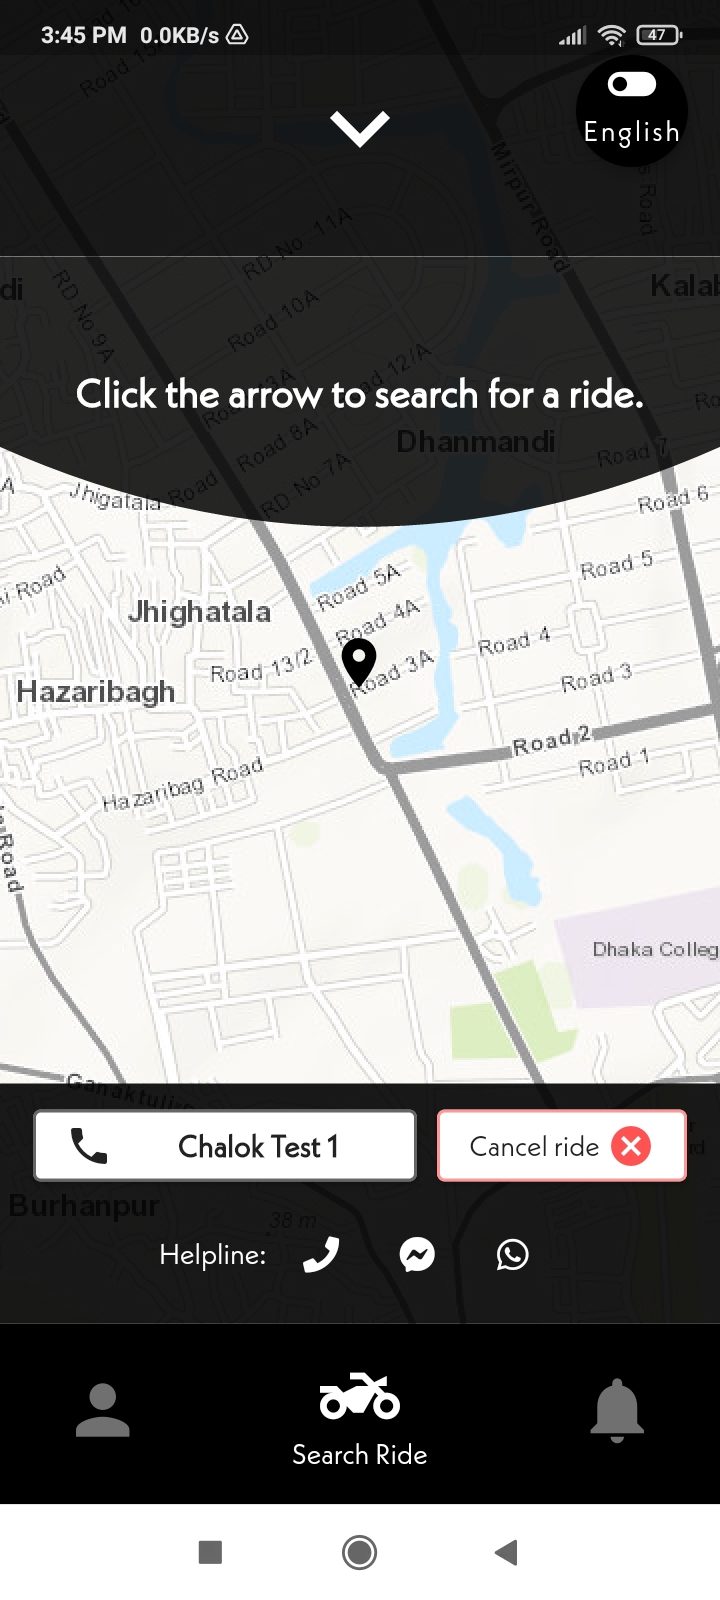 3:45 PM 0.0KB/s 47
English
Mirpur Road
RD No 11A
di
RD No 9A
Road 10A
Kalab
Road 12/A
Click the arrow to search for a ride.
Road 8A
Dhanmandi
RD No 7A
Road 7
Jhigatala Road
Road 6
Road 5A
Road 5
Jhighatala
Road 4A
Road 4
Road 13/2
Road 3A
Road 3
Hazaribagh
Road 2
Road 1
Hazaribag Road
Dhaka Colleg
Chalok Test 1
Cancel ride
Burhanpur
38 m
Helpline:
Search Ride